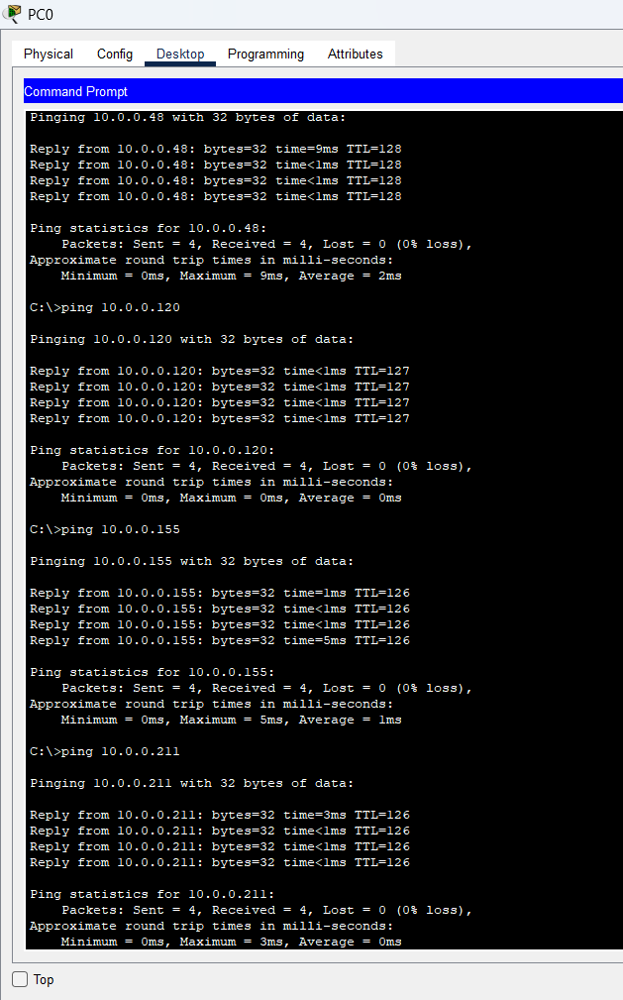 PC0
Physical Config Desktop Programming Attributes
Command Prompt
Pinging 10.0.0.48 with 32 bytes of data:
Reply from 10.0.0.48: bytes=32 time=9ms TTL=128
Reply from 10.0.0.48: bytes=32 time<1ms TTL=128
Reply from 10.0.0.48: bytes=32 time<1ms TTL=128
Reply from 10.0.0.48: bytes=32 time<1ms TTL=128
Ping statistics for 10.0.0.48:
Packets: Sent = 4, Received = 4, Lost = 0 (0% loss),
Approximate round trip times in milli-seconds:
Minimum = 0ms, Maximum = 9ms, Average = 2ms
C:\>ping 10.0.0.120
Pinging 10.0.0.120 with 32 bytes of data:
Reply from 10.0.0.120: bytes=32 time<1ms TTL=127
Reply from 10.0.0.120: bytes=32 time<1ms TTL=127
Reply from 10.0.0.120: bytes=32 time<1ms TTL=127
Reply from 10.0.0.120: bytes=32 time<1ms TTL=127
Ping statistics for 10.0.0.120:
Packets: Sent = 4, Received = 4, Lost = 0 (0% loss),
Approximate round trip times in milli-seconds:
Minimum = 0ms, Maximum = 0ms, Average = 0ms
C:\>ping 10.0.0.155
Pinging 10.0.0.155 with 32 bytes of data:
Reply from 10.0.0.155: bytes=32 time=1ms TTL=126
Reply from 10.0.0.155: bytes=32 time<1ms TTL=126
Reply from 10.0.0.155: bytes=32 time<1ms TTL=126
Reply from 10.0.0.155: bytes=32 time=5ms TTL=126
Ping statistics for 10.0.0.155:
Packets: Sent = 4, Received = 4, Lost = 0 (0% loss),
Approximate round trip times in milli-seconds:
Minimum = 0ms, Maximum = 5ms, Average = 1ms
C:\>ping 10.0.0.211
Pinging 10.0.0.211 with 32 bytes of data:
Reply from 10.0.0.211: bytes=32 time=3ms TTL=126
Reply from 10.0.0.211: bytes=32 time<1ms TTL=126
Reply from 10.0.0.211: bytes=32 time<1ms TTL=126
Reply from 10.0.0.211: bytes=32 time<1ms TTL=126
Ping statistics for 10.0.0.211:
Packets: Sent = 4, Received = 4, Lost = 0 (0% loss),
Approximate round trip times in milli-seconds:
Minimum = 0ms, Maximum = 3ms, Average = 0ms
Top